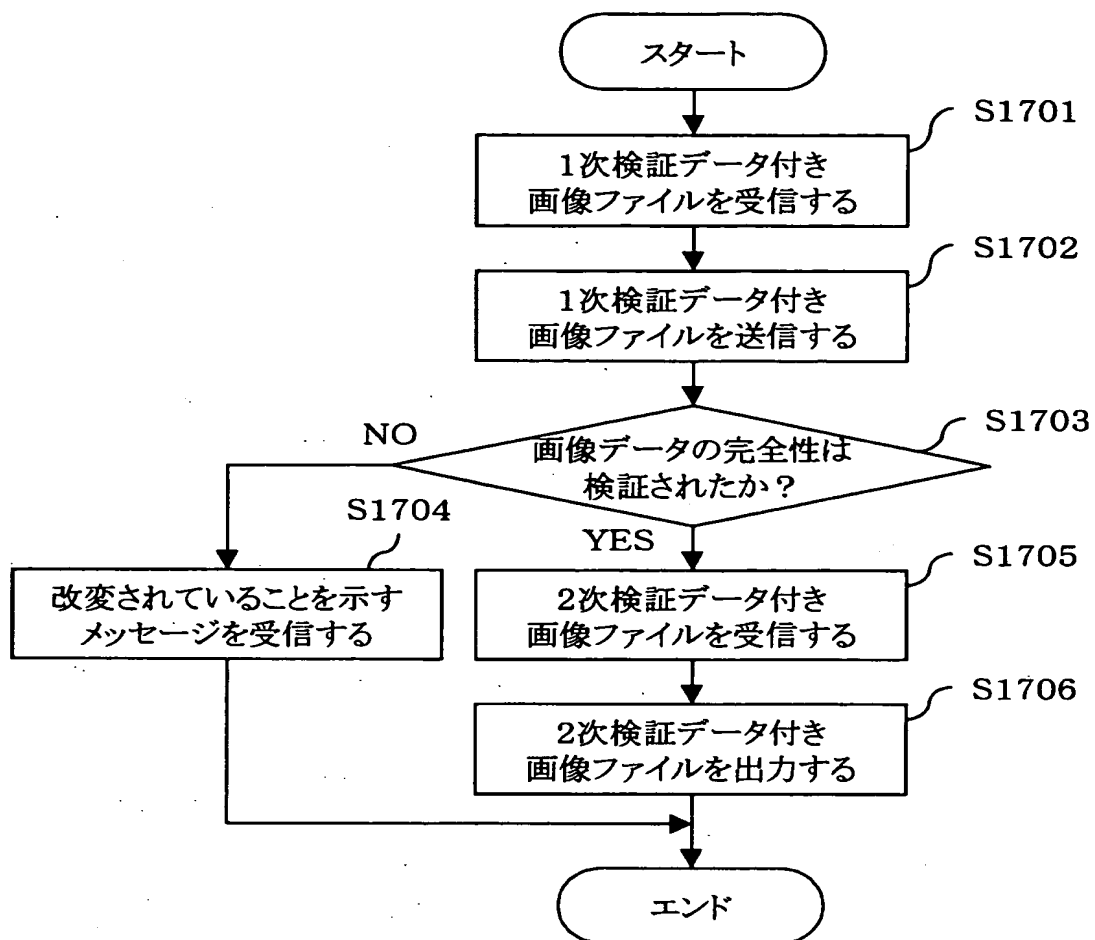 スタート
S1701
1次検証データ付き
画像ファイルを受信する
S1702
1次検証データ付き
画像ファイルを送信する
S1703
画像データの完全性は
検証されたか？
NO
YES
S1704
改変されていることを示す
メッセージを受信する
S1705
2次検証データ付き
画像ファイルを受信する
S1706
2次検証データ付き
画像ファイルを出力する
エンド